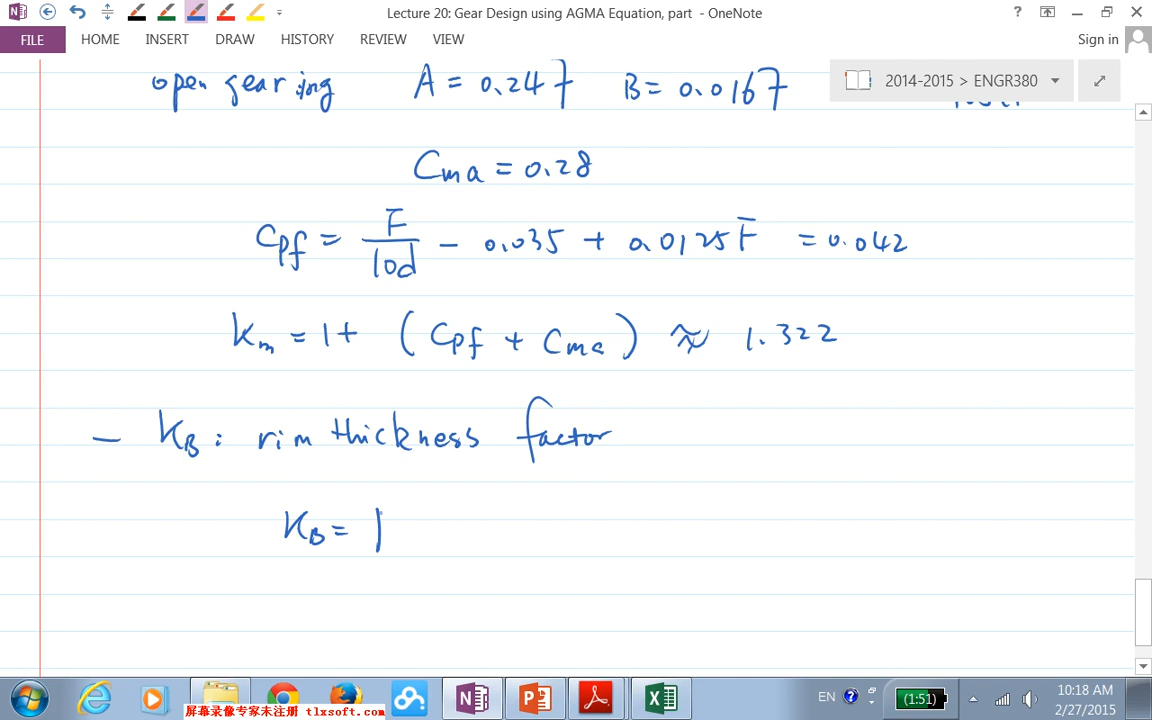 Lecture 20: Gear Design using AGMA Equation, part - OneNote
?
FILE HOME INSERT DRAW HISTORY REVIEW VIEW
Sign in
2014-2015 > ENGR380
open gearing A = 0.247 B = 0.0167
Cma = 0.28
Cpf = F/10d - 0.035 + 0.0125F = 0.042
Km = 1+ (Cpf + Cma) ≈ 1.322
- KB: rim thickness factor
KB = 1
EN
(1:51)
10:18 AM
2/27/2015
屏幕录像专家未注册 tlxsoft.com